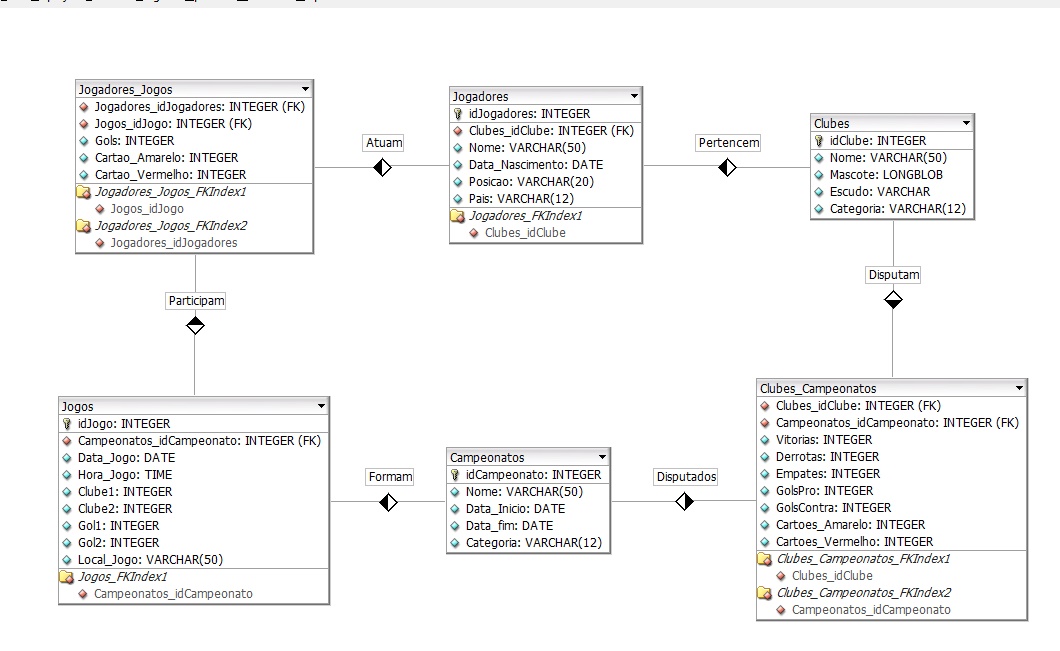 Jogadores_Jogos
Jogadores_idJogadores: INTEGER (FK)
Jogos_idJogo: INTEGER (FK)
Gols: INTEGER
Cartao_Amarelo: INTEGER
Cartao_Vermelho: INTEGER
Jogadores_Jogos_FKIndex1
Jogos_idJogo
Jogadores_Jogos_FKIndex2
Jogadores_idJogadores
Atuam
Jogadores
idJogadores: INTEGER
Clubes_idClube: INTEGER (FK)
Nome: VARCHAR(50)
Data_Nascimento: DATE
Posicao: VARCHAR(20)
Pais: VARCHAR(12)
Jogadores_FKIndex1
Clubes_idClube
Pertencem
Clubes
idClube: INTEGER
Nome: VARCHAR(50)
Mascote: LONGBLOB
Escudo: VARCHAR
Categoria: VARCHAR(12)
Participam
Disputam
Jogos
idJogo: INTEGER
Campeonatos_idCampeonato: INTEGER (FK)
Data_Jogo: DATE
Hora_Jogo: TIME
Clube1: INTEGER
Clube2: INTEGER
Gol1: INTEGER
Gol2: INTEGER
Local_Jogo: VARCHAR(50)
Jogos_FKIndex1
Campeonatos_idCampeonato
Formam
Campeonatos
idCampeonato: INTEGER
Nome: VARCHAR(50)
Data_Inicio: DATE
Data_fim: DATE
Categoria: VARCHAR(12)
Disputados
Clubes_Campeonatos
Clubes_idClube: INTEGER (FK)
Campeonatos_idCampeonato: INTEGER (FK)
Vitorias: INTEGER
Derrotas: INTEGER
Empates: INTEGER
GolsPro: INTEGER
GolsContra: INTEGER
Cartoes_Amarelo: INTEGER
Cartoes_Vermelho: INTEGER
Clubes_Campeonatos_FKIndex1
Clubes_idClube
Clubes_Campeonatos_FKIndex2
Campeonatos_idCampeonato